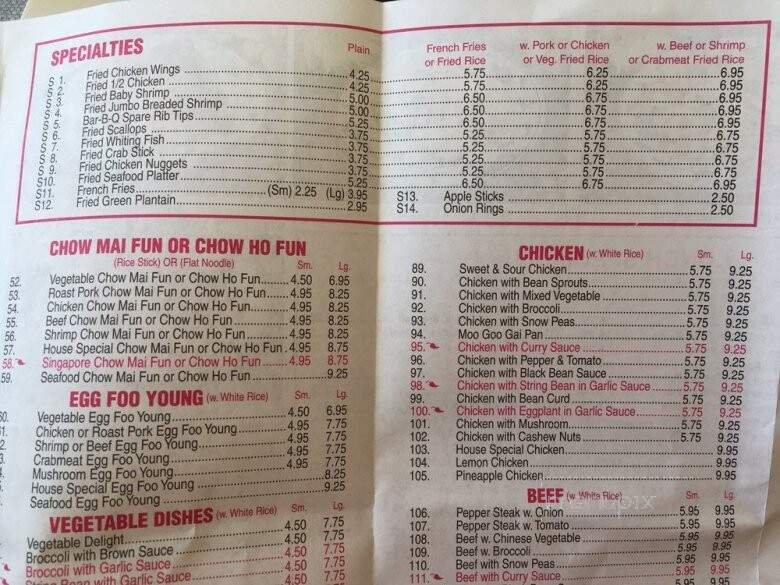 SPECIALTIES Plain French Fries or Fried Rice w. Pork or Chicken or Veg. Fried Rice w. Beef or Shrimp or Crabmeat Fried Rice
S 1. Fried Chicken Wings 4.25 5.75 6.25 6.95
S 2. Fried 1/2 Chicken 4.25 5.75 6.25 6.95
S 3. Fried Baby Shrimp 5.00 6.50 6.75 6.95
S 4. Fried Jumbo Breaded Shrimp 4.00 6.50 6.75 6.95
S 5. Bar-B-Q Spare Rib Tips 5.25 6.50 6.75 6.95
S 6. Fried Scallops 3.75 5.25 6.75 6.75
S 7. Fried Whiting Fish 3.75 5.25 6.75 6.75
S 8. Fried Crab Stick 3.75 5.25 6.75 6.75
S 9. Fried Chicken Nuggets 3.75 5.25 6.75 6.75
S10. Fried Seafood Platter 5.25 6.50 6.75 6.95
S11. French Fries (Sm) 2.25 (Lg) 3.95
S12. Fried Green Plantain 2.95
S13. Apple Sticks 2.50
S14. Onion Rings 2.50
CHOW MAI FUN OR CHOW HO FUN
(Rice Stick) OR (Flat Noodle) Sm. Lg.
52. Vegetable Chow Mai Fun or Chow Ho Fun 4.50 6.95
53. Roast Pork Chow Mai Fun or Chow Ho Fun 4.95 8.25
54. Chicken Chow Mai Fun or Chow Ho Fun 4.95 8.25
55. Beef Chow Mai Fun or Chow Ho Fun 4.95 8.25
56. Shrimp Chow Mai Fun or Chow Ho Fun 4.95 8.25
57. House Special Chow Mai Fun or Chow Ho Fun 4.95 8.75
58. Singapore Chow Mai Fun or Chow Ho Fun 4.95 8.75
59. Seafood Chow Mai Fun or Chow Ho Fun 9.25
EGG FOO YOUNG (w. White Rice) Sm. Lg.
60. Vegetable Egg Foo Young 4.50 6.95
61. Chicken or Roast Pork Egg Foo Young 4.95 7.75
2. Shrimp or Beef Egg Foo Young 4.95 7.75
3. Crabmeat Egg Foo Young 4.95 7.75
4. Mushroom Egg Foo Young 4.95 7.75
5. House Special Egg Foo Young 8.25
Seafood Egg Foo Young 9.25
VEGETABLE DISHES (w. White Rice) Sm. Lg.
Vegetable Delight 4.50 7.75
Broccoli with Brown Sauce 4.50 7.75
Broccoli with Garlic Sauce 4.50 7.75
String Bean with Garlic Sauce 4.50 7.75
CHICKEN (w. White Rice) Sm. Lg.
89. Sweet & Sour Chicken 5.75 9.25
90. Chicken with Bean Sprouts 5.75 9.25
91. Chicken with Mixed Vegetable 5.75 9.25
92. Chicken with Broccoli 5.75 9.25
93. Chicken with Snow Peas 5.75 9.25
94. Moo Goo Gai Pan 5.75 9.25
95. Chicken with Curry Sauce 5.75 9.25
96. Chicken with Pepper & Tomato 5.75 9.25
97. Chicken with Black Bean Sauce 5.75 9.25
98. Chicken with String Bean in Garlic Sauce 5.75 9.25
99. Chicken with Bean Curd 5.75 9.25
100. Chicken with Eggplant in Garlic Sauce 5.75 9.25
101. Chicken with Mushroom 5.75 9.25
102. Chicken with Cashew Nuts 5.75 9.25
103. House Special Chicken 9.95
104. Lemon Chicken 9.95
105. Pineapple Chicken 9.95
BEEF (w. White Rice) Sm. Lg.
106. Pepper Steak w. Onion 5.95 9.95
107. Pepper Steak w. Tomato 5.95 9.95
108. Beef w. Chinese Vegetable 5.95 9.95
109. Beef w. Broccoli 5.95 9.95
110. Beef with Snow Peas 5.95 9.95
111. Beef with Curry Sauce 5.95 9.95